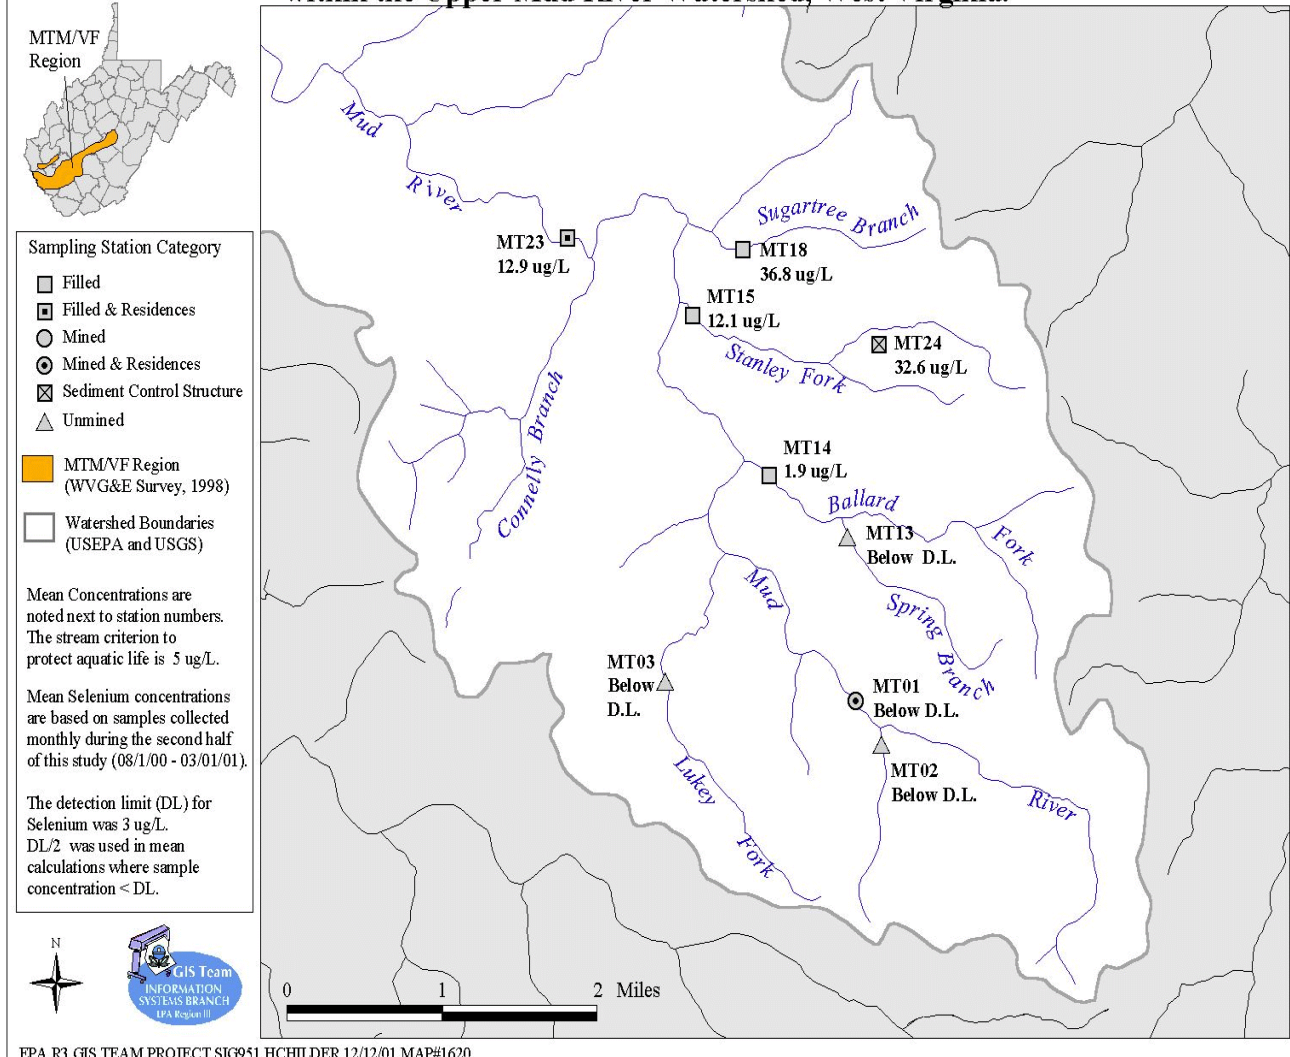 within the Upper Mud River Watershed, West Virginia.
MTM/VF
Region
Sampling Station Category
Filled
Filled & Residences
Mined
Mined & Residences
Sediment Control Structure
Unmined
MTM/VF Region
(WVG&E Survey, 1998)
Watershed Boundaries
(USEPA and USGS)
Mean Concentrations are
noted next to station numbers.
The stream criterion to
protect aquatic life is 5 ug/L.
Mean Selenium concentrations
are based on samples collected
monthly during the second half
of this study (08/1/00 - 03/01/01).
The detection limit (DL) for
Selenium was 3 ug/L.
DL/2 was used in mean
calculations where sample
concentration < DL.
N
GIS Team
INFORMATION
SYSTEMS BRANCH
EPA Region III
Mud
River
Sugartree Branch
MT23
12.9 ug/L
MT18
36.8 ug/L
MT15
12.1 ug/L
MT24
32.6 ug/L
Stanley Fork
Connelly Branch
MT14
1.9 ug/L
Ballard
Fork
MT13
Below D.L.
Mud
Spring Branch
MT03
Below
D.L.
MT01
Below D.L.
MT02
Below D.L.
River
Lukey
Fork
0 1 2 Miles
EPA R3 GIS TEAM PROJECT SIG951 HCHILDER 12/12/01 MAP#1620